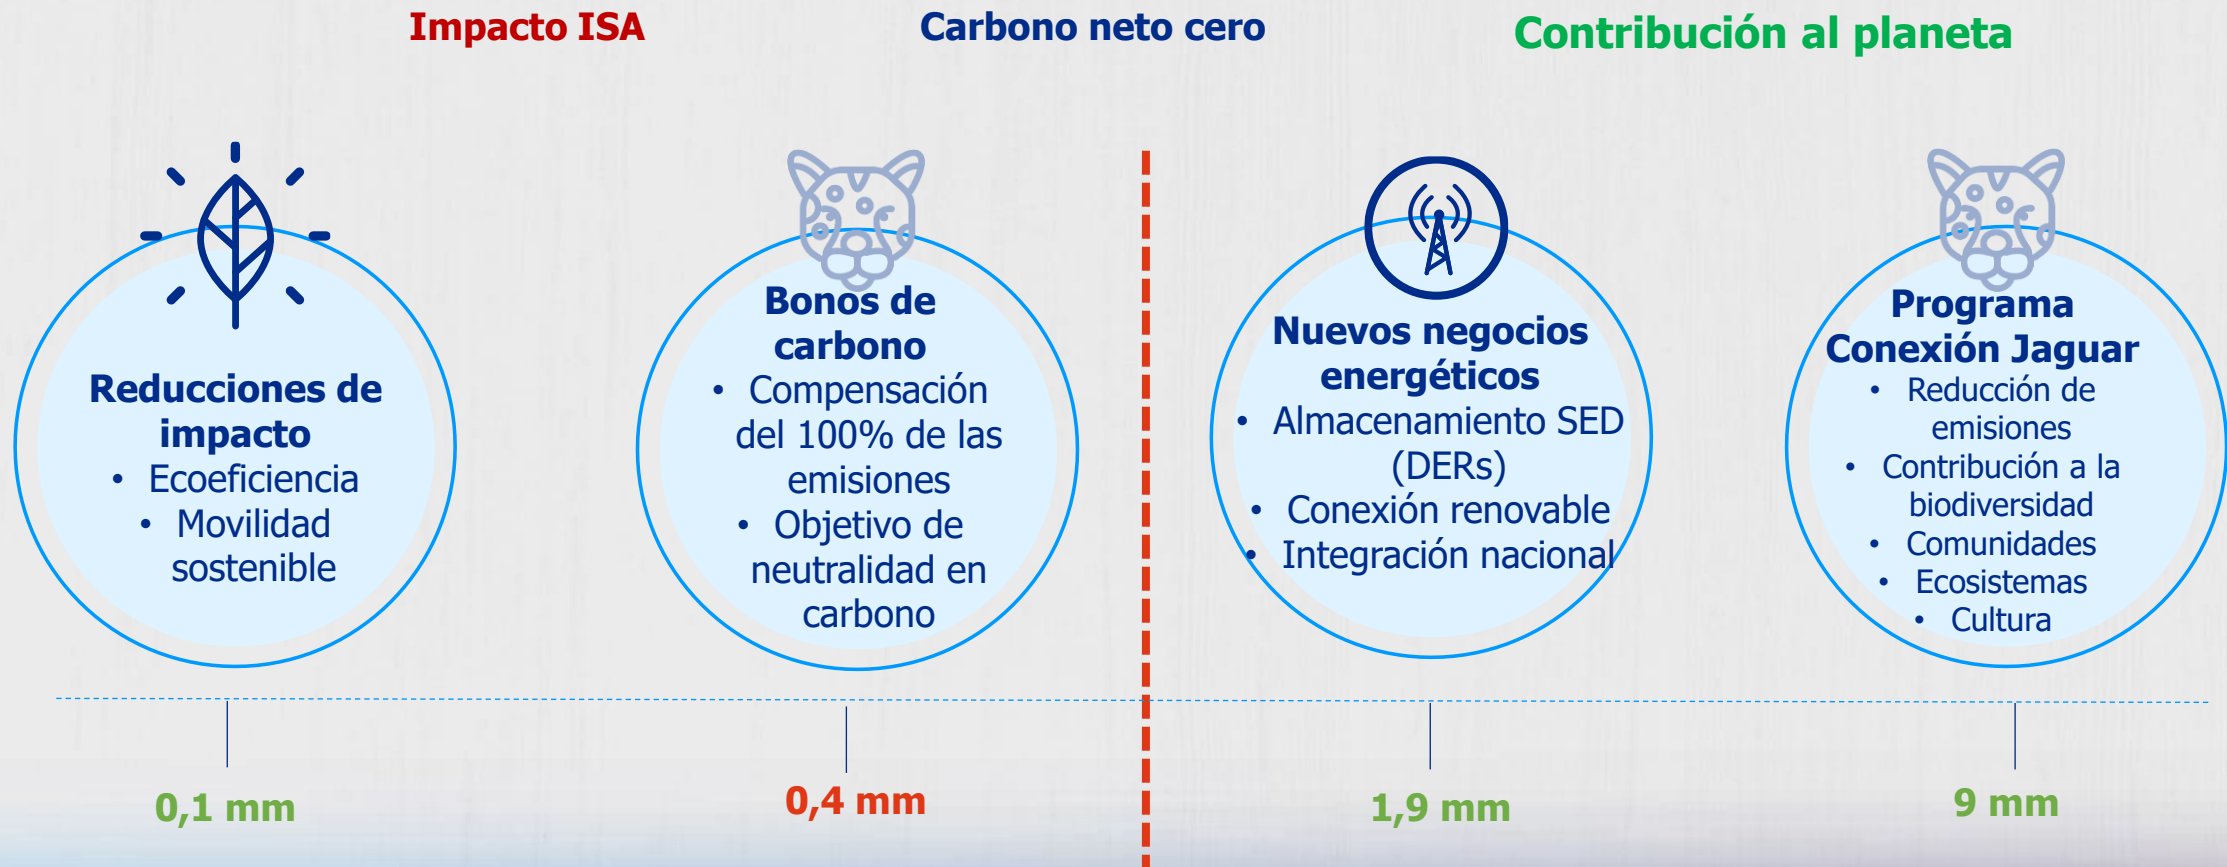 Impacto ISA
Carbono neto cero
Contribución al planeta
Reducciones de
impacto
• Ecoeficiencia
• Movilidad
sostenible
Bonos de
carbono
• Compensación
del 100% de las
emisiones
• Objetivo de
neutralidad en
carbono
Nuevos negocios
energéticos
• Almacenamiento SED
(DERs)
• Conexión renovable
• Integración nacional
Programa
Conexión Jaguar
• Reducción de
emisiones
• Contribución a la
biodiversidad
• Comunidades
• Ecosistemas
• Cultura
0,1 mm
0,4 mm
1,9 mm
9 mm